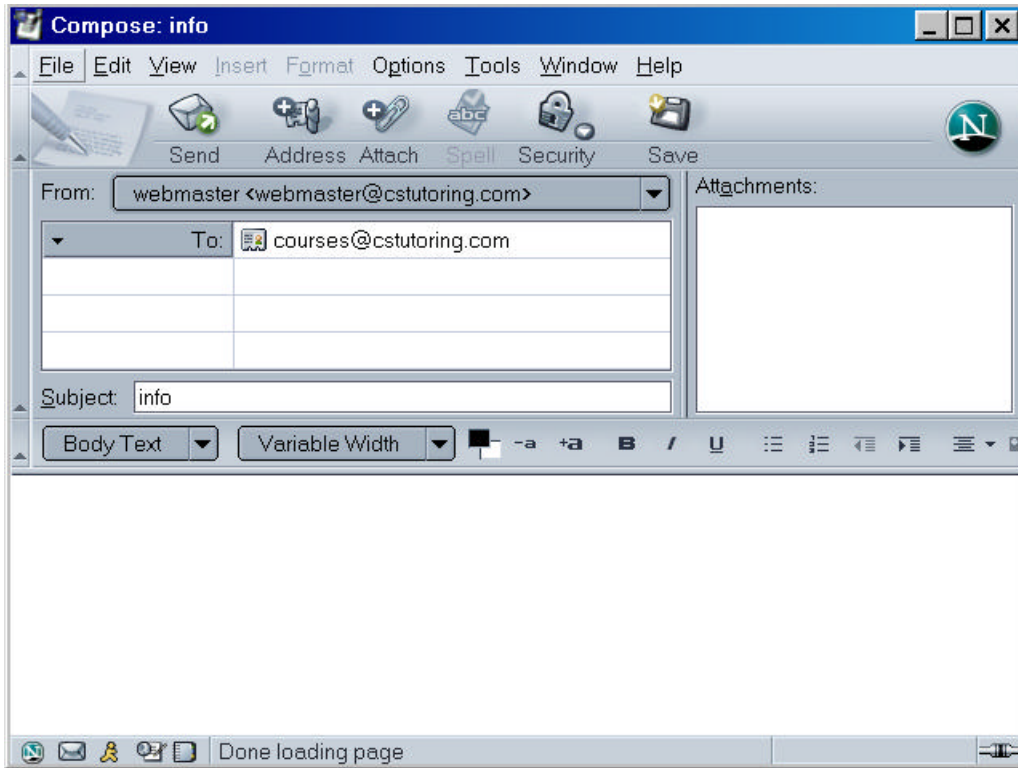 Compose: info
File Edit View Insert Format Options Tools Window Help
abc
Send Address Attach Spell Security Save
N
From: webmaster <webmaster@cstutoring.com>
Attachments:
To: courses@cstutoring.com
Subject: info
Body Text Variable Width -a +a B I U
Done loading page